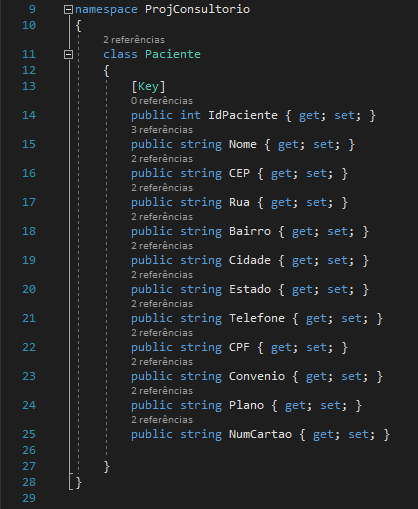 9 namespace ProjConsultorio
10 {
2 referências
11 class Paciente
12 {
13 [Key]
0 referências
14 public int IdPaciente { get; set; }
3 referências
15 public string Nome { get; set; }
2 referências
16 public string CEP { get; set; }
2 referências
17 public string Rua { get; set; }
2 referências
18 public string Bairro { get; set; }
2 referências
19 public string Cidade { get; set; }
2 referências
20 public string Estado { get; set; }
2 referências
21 public string Telefone { get; set; }
2 referências
22 public string CPF { get; set; }
2 referências
23 public string Convenio { get; set; }
2 referências
24 public string Plano { get; set; }
2 referências
25 public string NumCartao { get; set; }
26
27 }
28 }
29